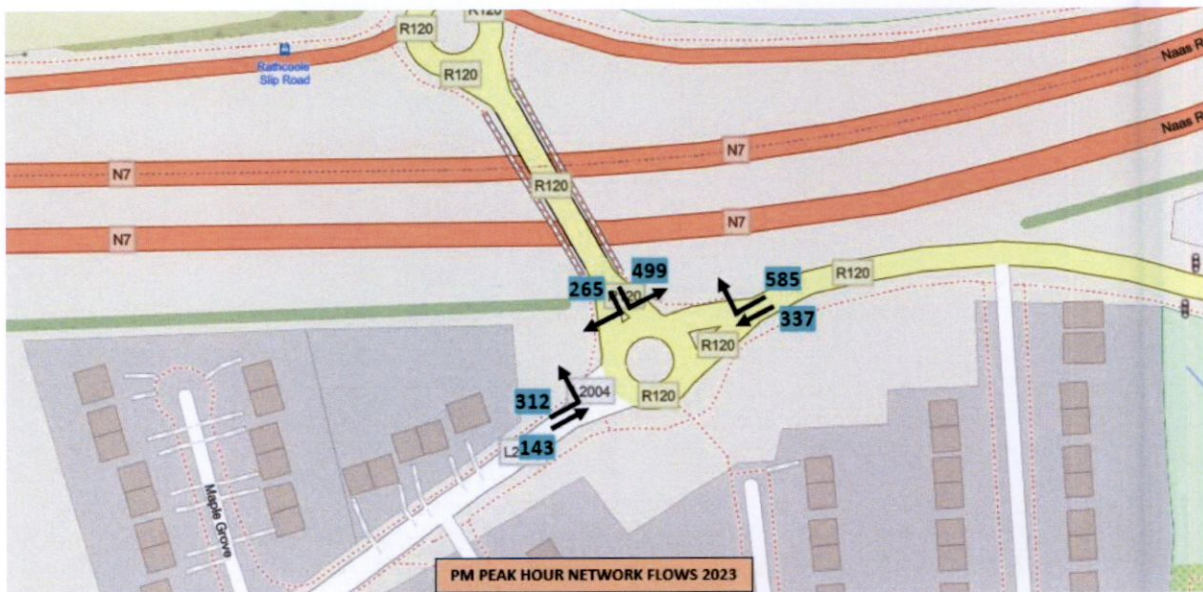 R120
R120
R120
Rathcoole
Slip Road
Naas R
Naas R
N7
N7
R120
N7
N7
R120
499
265
585
337
R120
2004
R120
312
143
Maple Grove
PM PEAK HOUR NETWORK FLOWS 2023